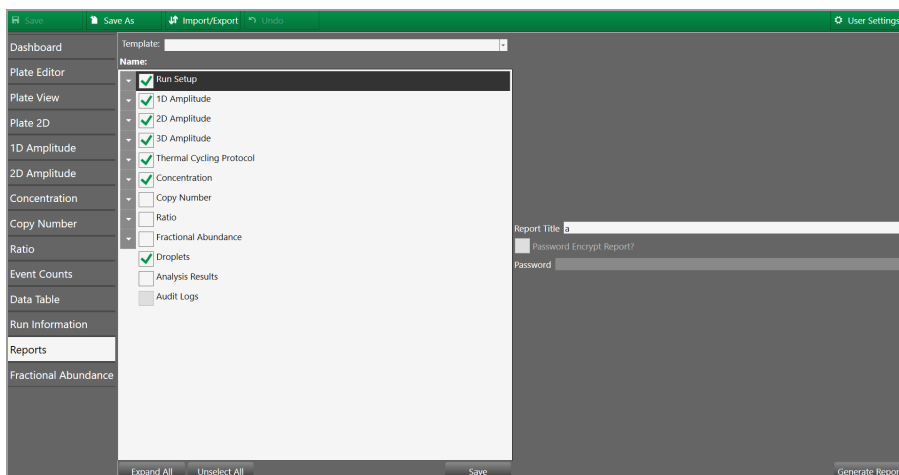 Save
Save As
Import/Export
Undo
User Settings
Dashboard
Plate Editor
Plate View
Plate 2D
1D Amplitude
2D Amplitude
Concentration
Copy Number
Ratio
Event Counts
Data Table
Run Information
Reports
Fractional Abundance
Template:
Name:
Run Setup
1D Amplitude
2D Amplitude
3D Amplitude
Thermal Cycling Protocol
Concentration
Copy Number
Ratio
Fractional Abundance
Droplets
Analysis Results
Audit Logs
Report Title a
Password Encrypt Report?
Password
Expand All
Unselect All
Save
Generate Report